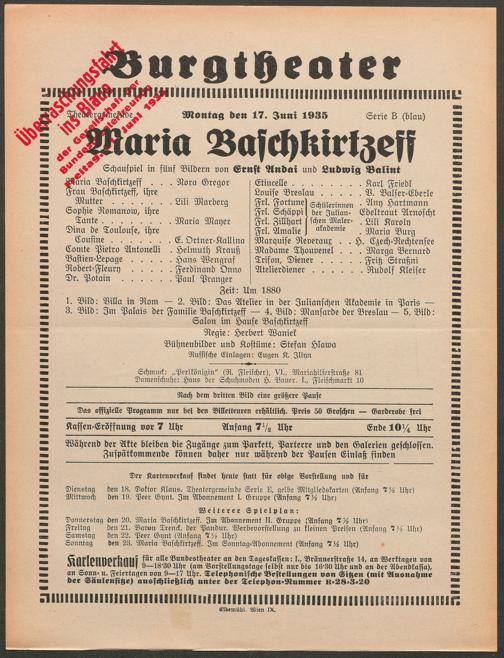 Burgtheater
Überraschungsfahrt
ins Blaue
der Gesellschaft der
Bundestheaterfreunde
Freitag
Juni 193
Theatergemeinde Montag den 17. Juni 1935 Serie B (blau)
Maria Baschkirtzeff
Schauspiel in fünf Bildern von Ernst Andai und Ludwig Balint
Maria Baschkirtzeff . . . . Nora Gregor
Frau Baschkirtzeff, ihre
Mutter . . . . . . . Lili Marberg
Sophie Romanow, ihre
Tante . . . . . . . . Maria Mayer
Dina de Toulouse, ihre
Cousine . . . . . . . E. Ortner-Kallina
Comte Pietro Antonelli . . Helmuth Krauß
Bastien-Lepage . . . . . Hans Wengraf
Robert-Fleury . . . . . Ferdinand Onno
Dr. Potain . . . . . . . Paul Pranger
Etincelle . . . . . . . . . Karl Friedl
Louise Breslau . . . . . . V. Balser-Eberle
Frl. Fortune Any Hartmann
Frl. Schäppi Edeltraut Arnoscht
Frl. Zillhart Lili Karoly
Frl. Amalie Maria Burg
Schülerinnen
der Julian-
schen Maler-
akademie
Marquise Reverauz . . H. Czech-Rechtensee
Madame Thouvenel . . Marga Bernard
Trifon, Diener . . . . . Fritz Straßni
Atelierdiener . . . . . . Rudolf Kleiser
Zeit: Um 1880
1. Bild: Villa in Rom — 2. Bild: Das Atelier in der Julianschen Akademie in Paris —
3. Bild: Im Palais der Familie Baschkirtzeff — 4. Bild: Mansarde der Breslau — 5. Bild:
Salon im Hause Baschkirtzeff
Regie: Herbert Waniek
Bühnenbilder und Kostüme: Stefan Hlawa
Russische Einlagen: Eugen K. Ilyn
Schmuck: „Perlkönigin" (R. Fleischer), VI., Mariahilferstraße 81
Damenschuhe: Haus der Schuhmoden H. Bauer, I., Fleischmarkt 10
Nach dem dritten Bild eine größere Pause
Das offizielle Programm nur bei den Billeteuren erhältlich. Preis 50 Groschen — Garderobe frei
Kassen-Eröffnung vor 7 Uhr Anfang 7½ Uhr Ende 10¼ Uhr
Während der Akte bleiben die Zugänge zum Parkett, Parterre und den Galerien geschlossen.
Zuspätkommende können daher nur während der Pausen Einlaß finden
Der Kartenverkauf findet heute statt für obige Vorstellung und für
Dienstag den 18. Doktor Klaus. Theatergemeinde Serie E, gelbe Mitgliedskarten (Anfang 7½ Uhr)
Mittwoch den 19. Peer Gynt. Im Abonnement I. Gruppe (Anfang 7½ Uhr)
Weiterer Spielplan:
Donnerstag den 20. Maria Baschkirtzeff. Im Abonnement II. Gruppe (Anfang 7½ Uhr)
Freitag den 21. Baron Trenck, der Pandur. Werbevorstellung zu kleinen Preisen (Anfang 7½ Uhr)
Samstag den 22. Peer Gynt (Anfang 7½ Uhr)
Sonntag den 23. Maria Baschkirtzeff. Im Sonntag-Abonnement (Anfang 7½ Uhr)
Kartenverkauf für alle Bundestheater an den Tageskassen: I., Bräunerstraße 14, an Werktagen von
9—18·30 Uhr (am Vorstellungstage selbst nur bis 16·30 Uhr und an der Abendkassa),
an Sonn- u. Feiertagen von 9—17 Uhr. Telephonische Bestellungen von Sitzen (mit Ausnahme
der Säulensitze) ausschließlich unter der Telephon-Nummer R-28-3-20
Elbemühl, Wien IX.